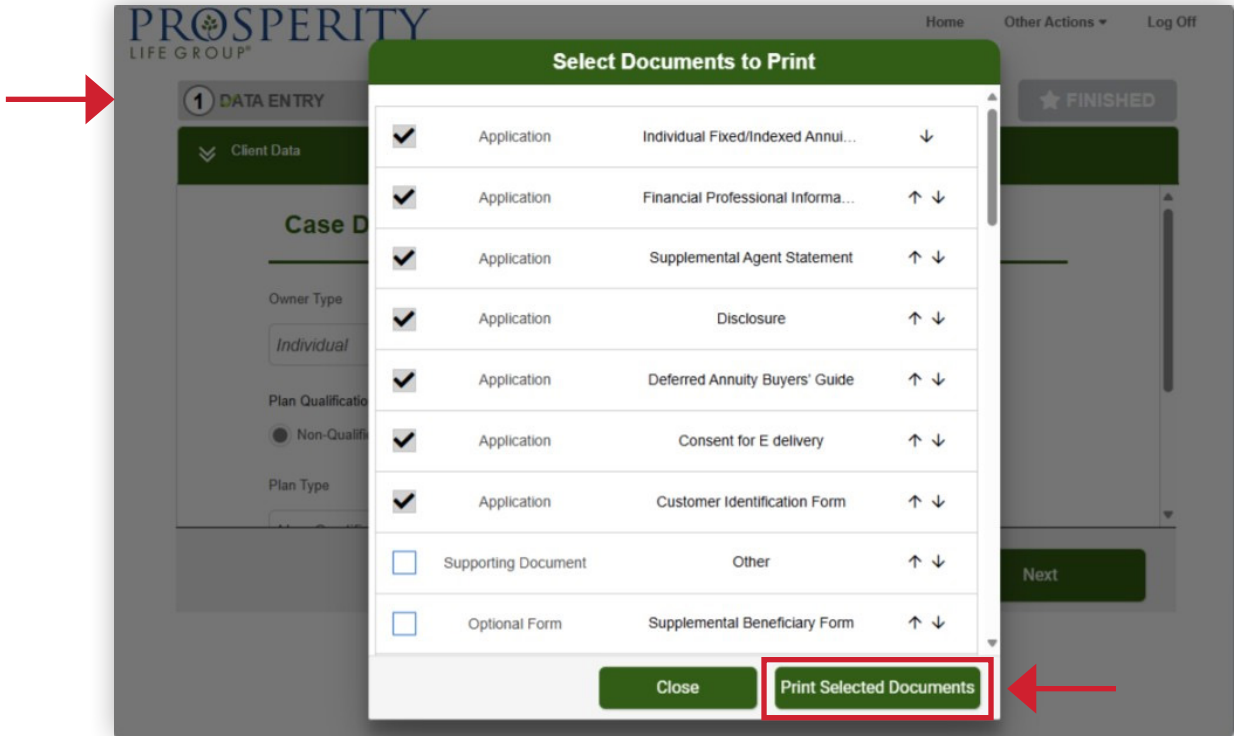 PROSPERITY
LIFE GROUP®
Home Other Actions Log Off
Select Documents to Print
1 DATA ENTRY
FINISHED
Client Data
Application Individual Fixed/Indexed Annui...
Application Financial Professional Informa...
Case D
Application Supplemental Agent Statement
Owner Type
Application Disclosure
Individual
Application Deferred Annuity Buyers' Guide
Plan Qualificatio
Non-Qualifi
Application Consent for E delivery
Plan Type
Application Customer Identification Form
Supporting Document Other
Next
Optional Form Supplemental Beneficiary Form
Close Print Selected Documents